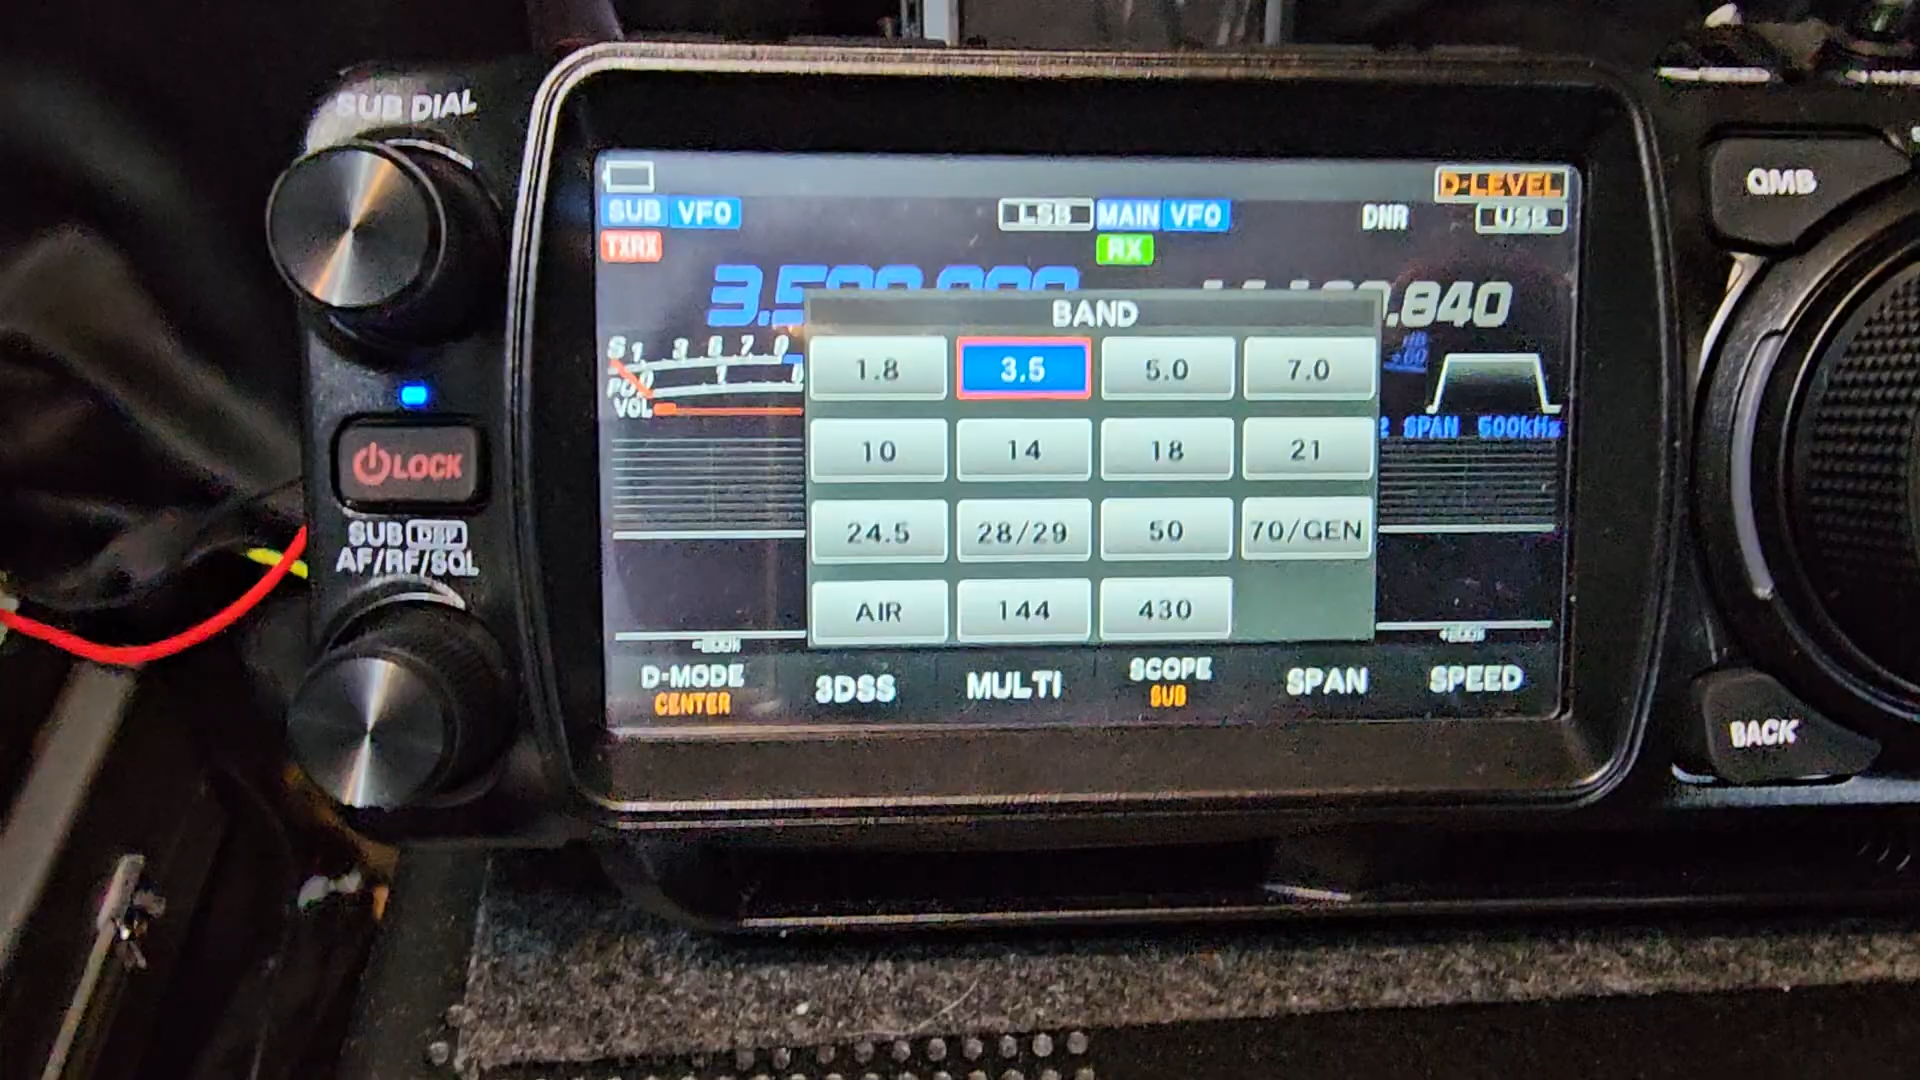 SUB DIAL
D-LEVEL
QMB
SUB VFO LSB MAIN VFO DNR USB
TXRX RX
.840
BAND
S 1 3 5 7 9
PO 0 1
VOL
1.8 3.5 5.0 7.0
SPAN 500kHz
10 14 18 21
LOCK
24.5 28/29 50 70/GEN
SUB DSP
AF/RF/SQL
AIR 144 430
D-MODE 3DSS MULTI SCOPE SPAN SPEED
CENTER SUB
BACK